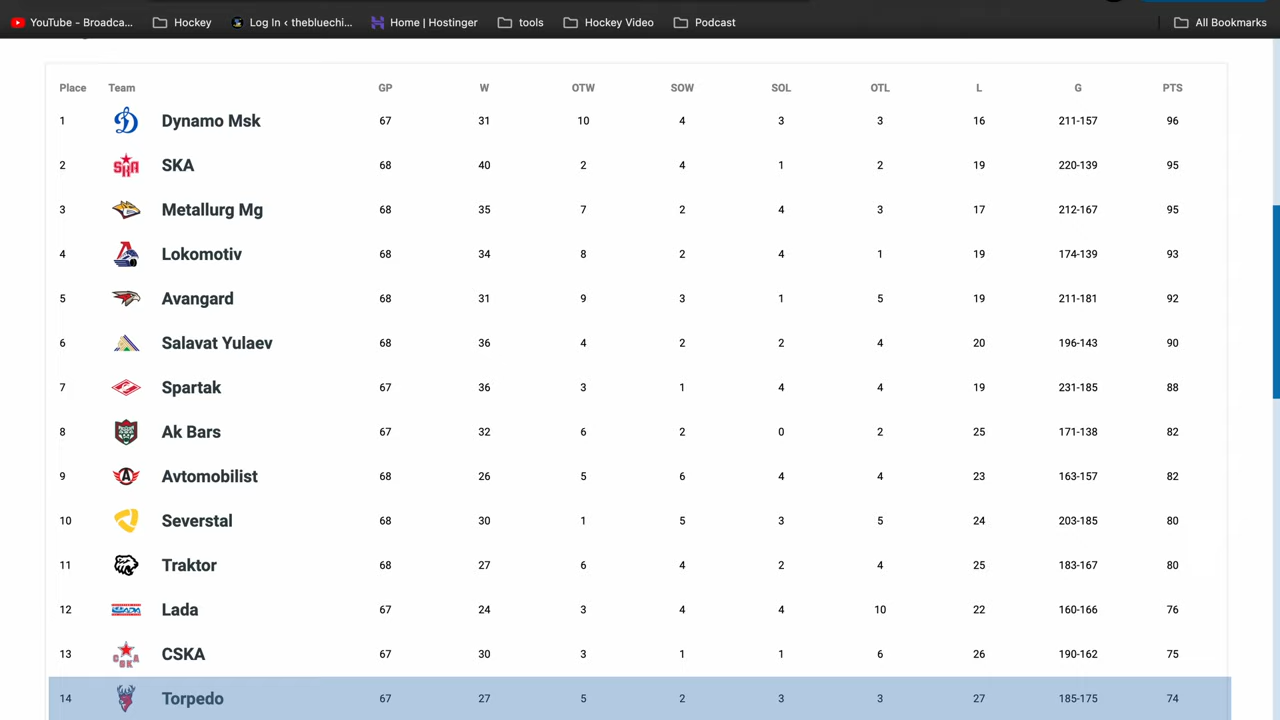 YouTube - Broadca... Hockey Log In ‹ thebluechi... Home | Hostinger tools Hockey Video Podcast All Bookmarks
Place Team GP W OTW SOW SOL OTL L G PTS
1 Dynamo Msk 67 31 10 4 3 3 16 211-157 96
2 SKA 68 40 2 4 1 2 19 220-139 95
3 Metallurg Mg 68 35 7 2 4 3 17 212-167 95
4 Lokomotiv 68 34 8 2 4 1 19 174-139 93
5 Avangard 68 31 9 3 1 5 19 211-181 92
6 Salavat Yulaev 68 36 4 2 2 4 20 196-143 90
7 Spartak 67 36 3 1 4 4 19 231-185 88
8 Ak Bars 67 32 6 2 0 2 25 171-138 82
9 Avtomobilist 68 26 5 6 4 4 23 163-157 82
10 Severstal 68 30 1 5 3 5 24 203-185 80
11 Traktor 68 27 6 4 2 4 25 183-167 80
12 Lada 67 24 3 4 4 10 22 160-166 76
13 CSKA 67 30 3 1 1 6 26 190-162 75
14 Torpedo 67 27 5 2 3 3 27 185-175 74